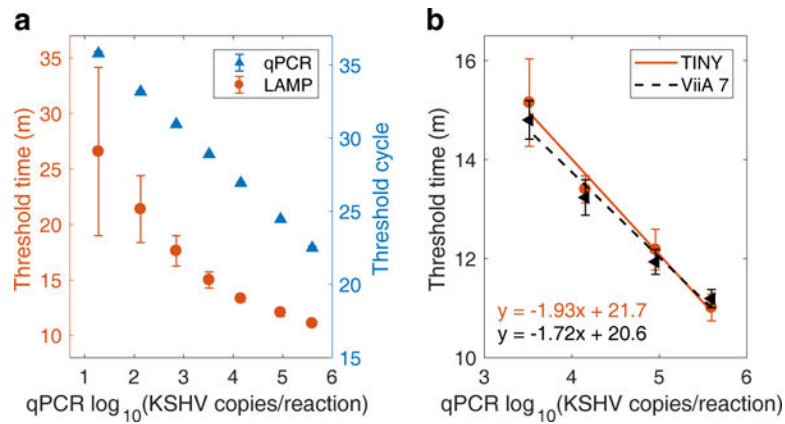 a
qPCR
LAMP
Threshold time (m)
35
30
25
20
15
10
Threshold cycle
35
30
25
20
15
1 2 3 4 5 6
qPCR log10(KSHV copies/reaction)
b
TINY
ViiA 7
Threshold time (m)
16
14
12
10
y = -1.93x + 21.7
y = -1.72x + 20.6
3 4 5 6
qPCR log10(KSHV copies/reaction)